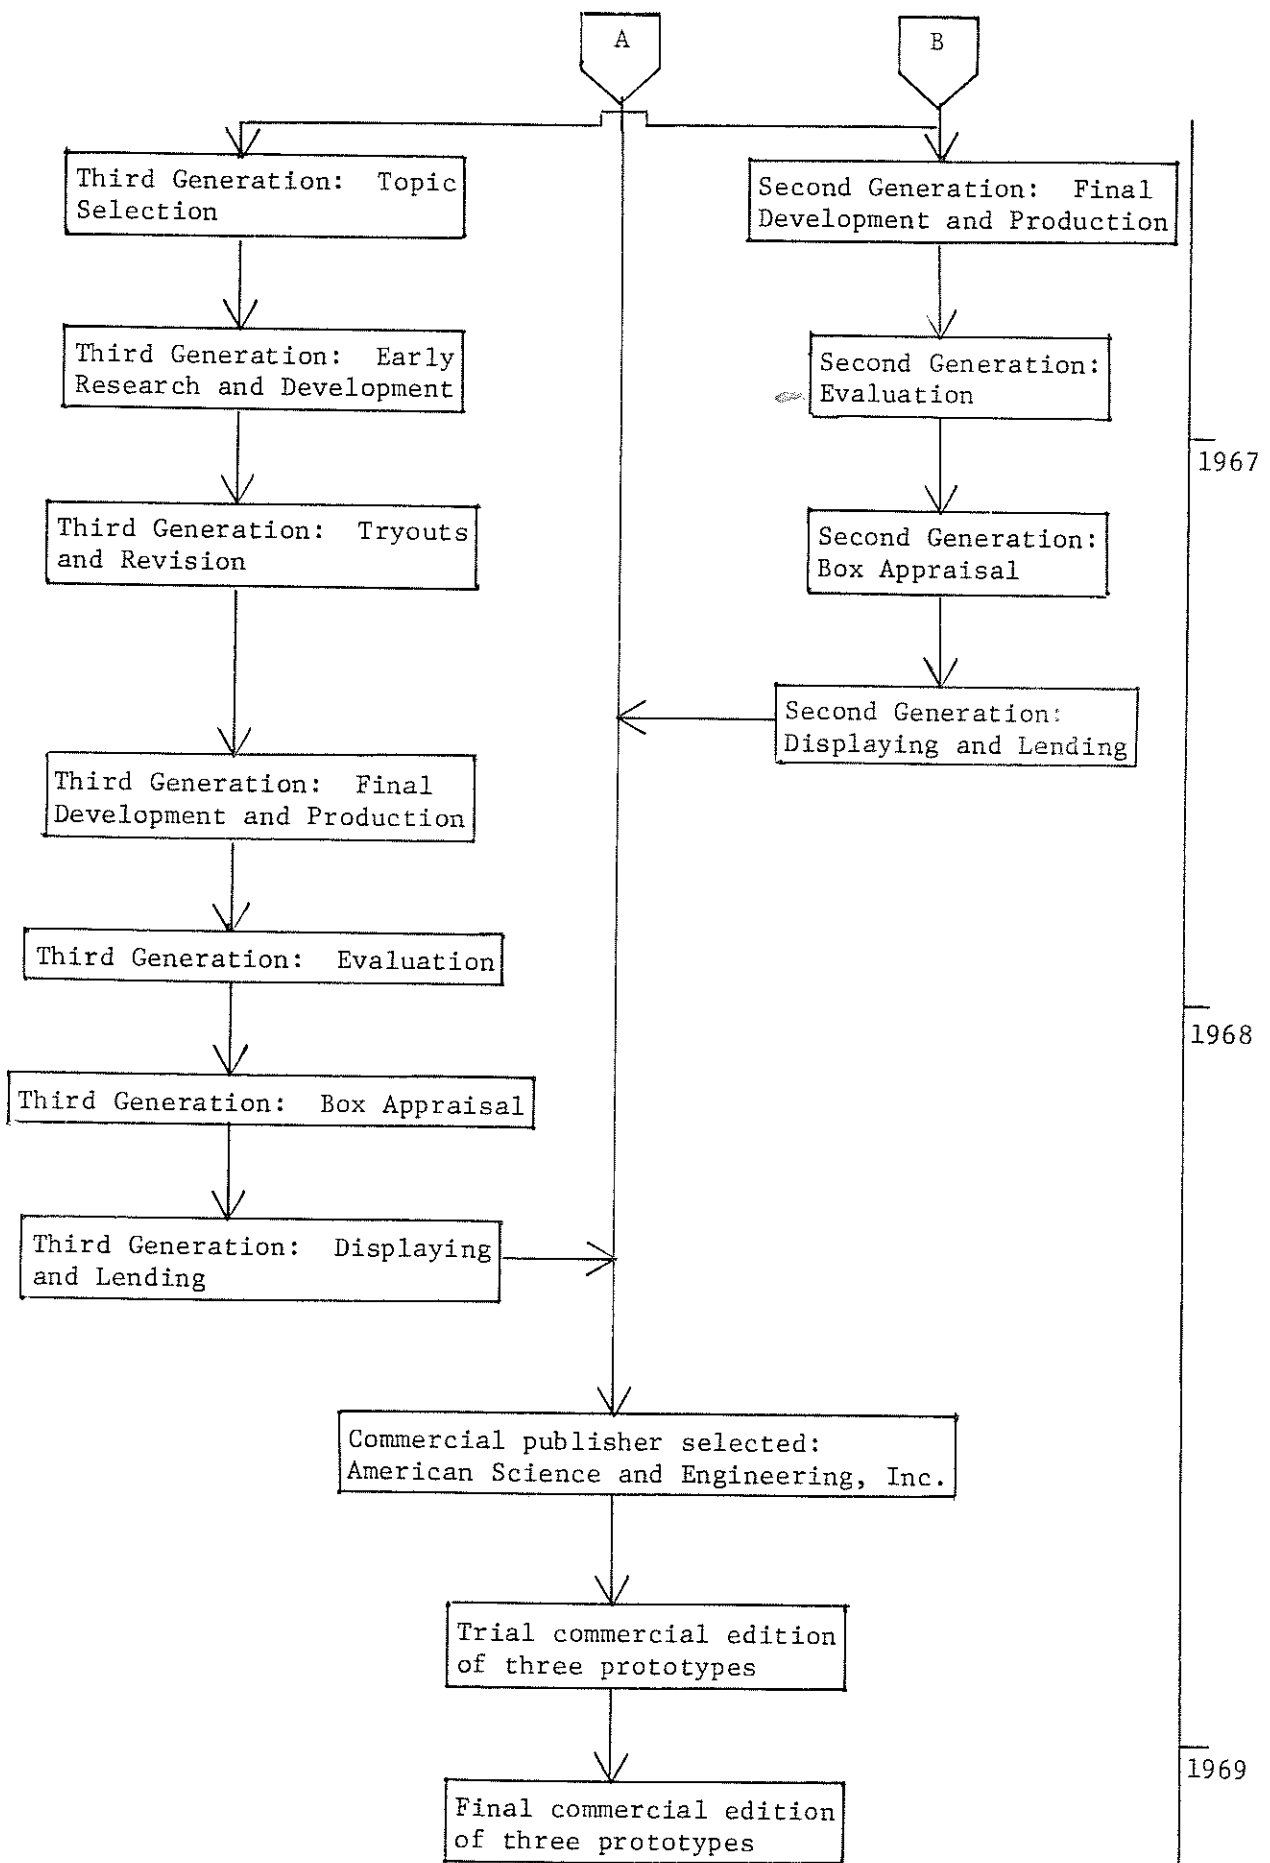 A
B
Third Generation: Topic
Selection
Second Generation: Final
Development and Production
Third Generation: Early
Research and Development
Second Generation:
Evaluation
1967
Third Generation: Tryouts
and Revision
Second Generation:
Box Appraisal
Second Generation:
Displaying and Lending
Third Generation: Final
Development and Production
Third Generation: Evaluation
1968
Third Generation: Box Appraisal
Third Generation: Displaying
and Lending
Commercial publisher selected:
American Science and Engineering, Inc.
Trial commercial edition
of three prototypes
1969
Final commercial edition
of three prototypes